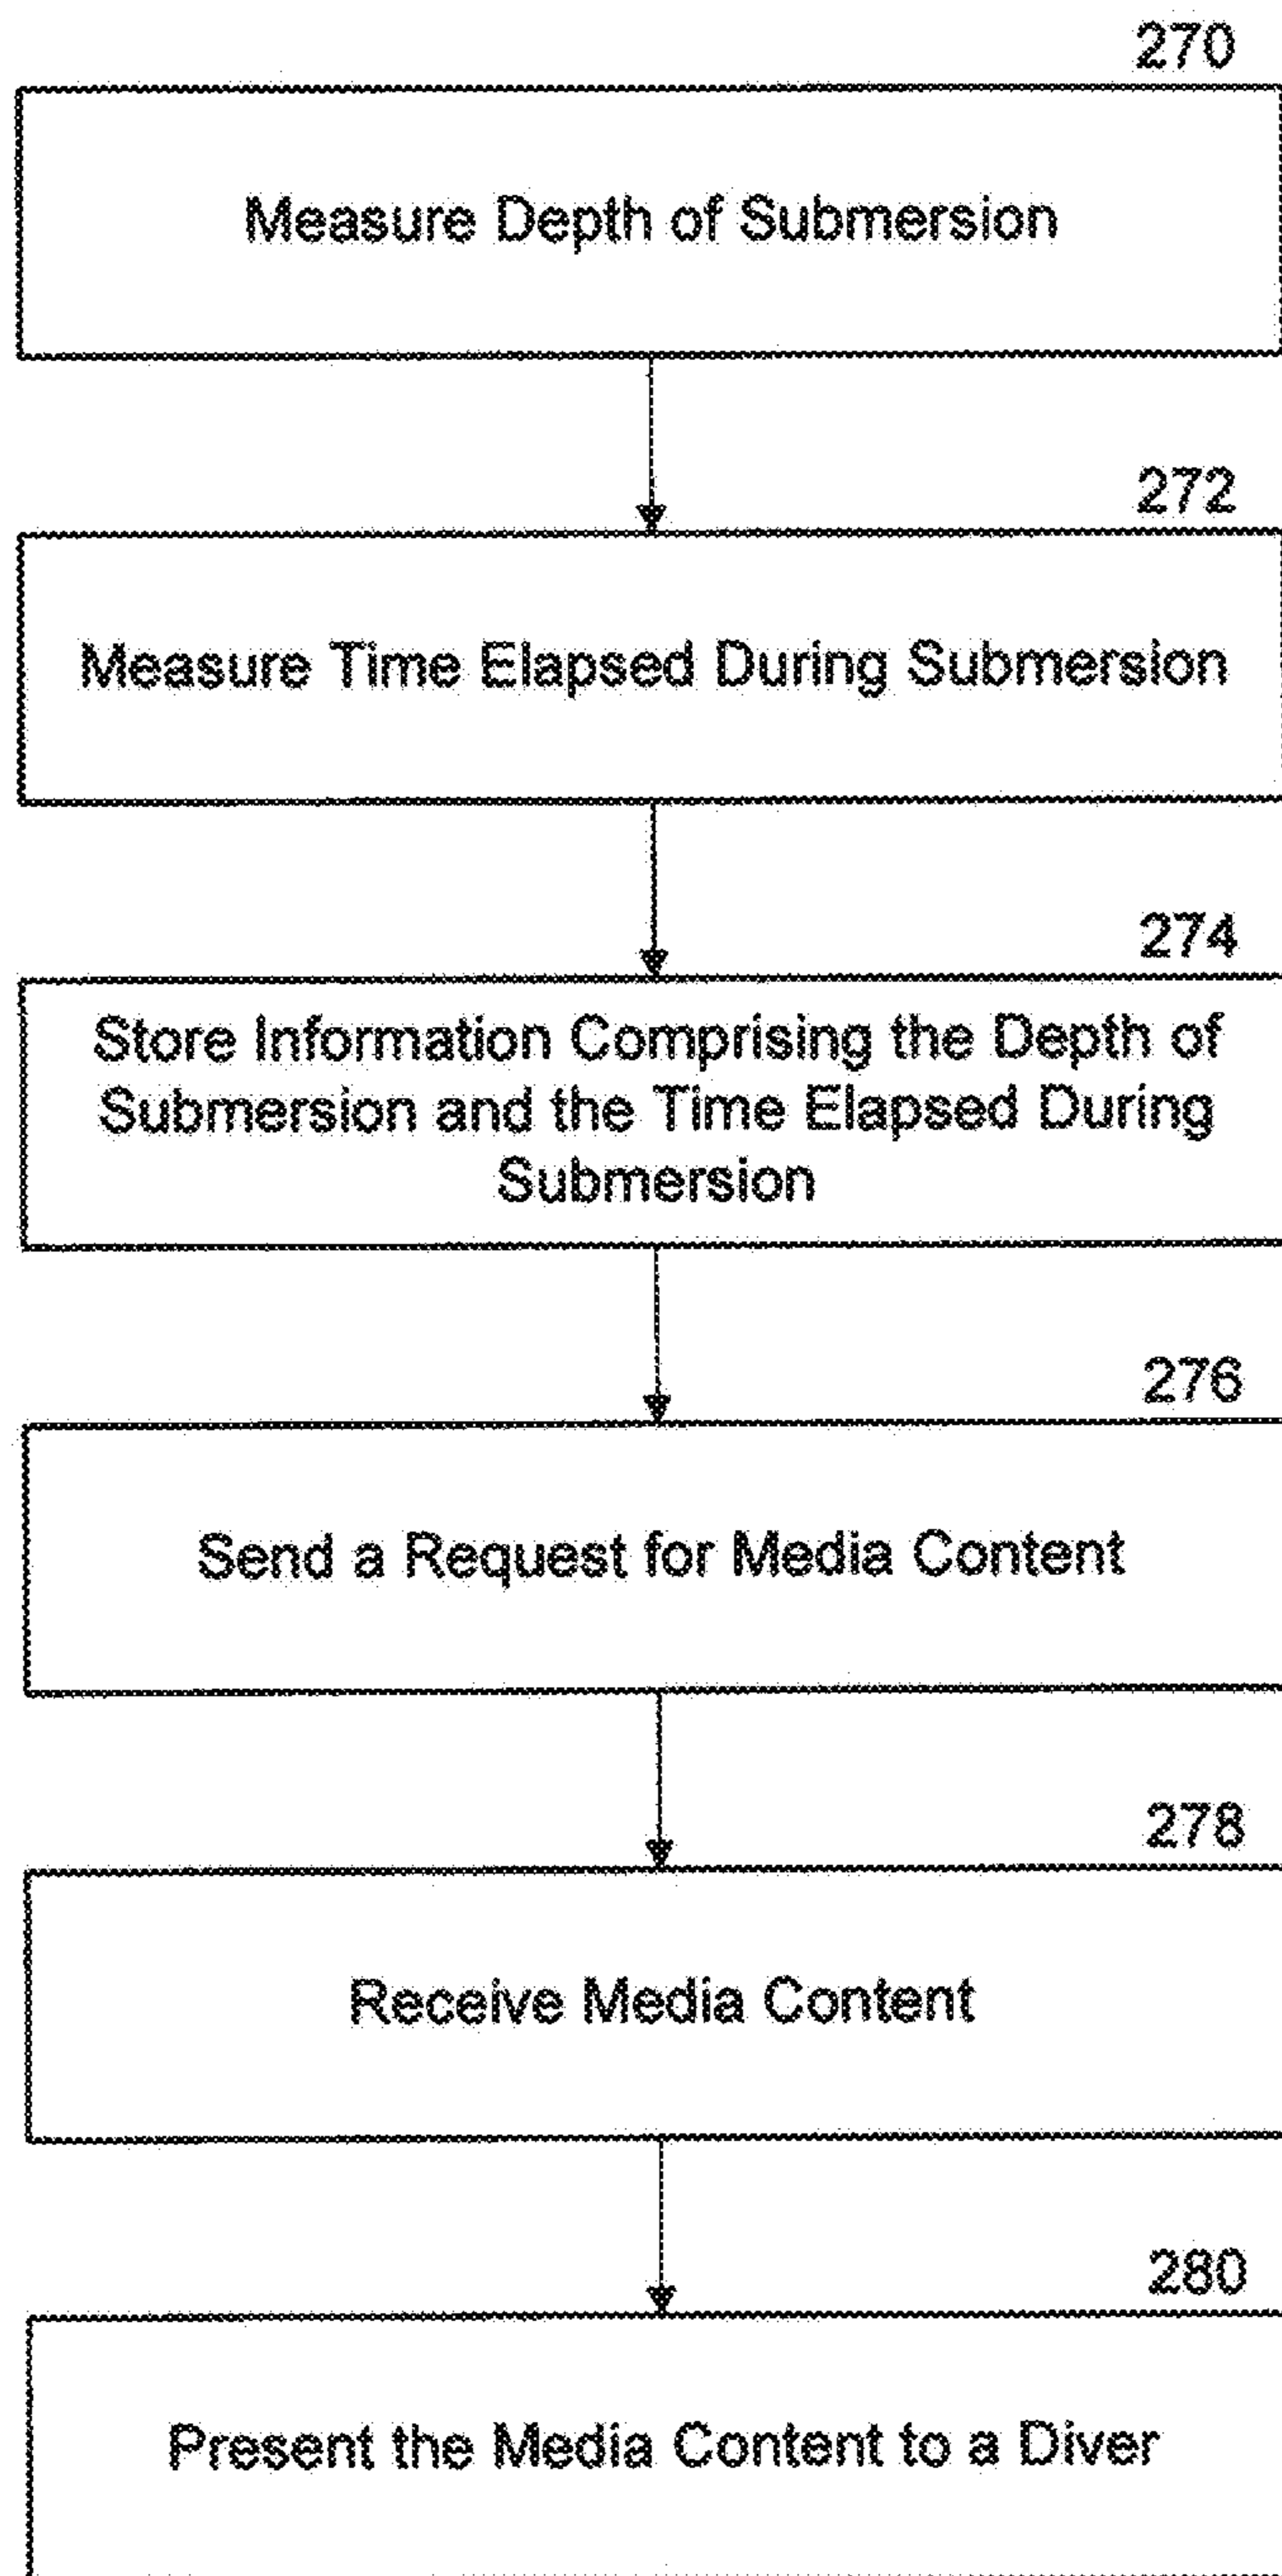 270
Measure Depth of Submersion
272
Measure Time Elapsed During Submersion
274
Store Information Comprising the Depth of
Submersion and the Time Elapsed During
Submersion
276
Send a Request for Media Content
278
Receive Media Content
280
Present the Media Content to a Diver